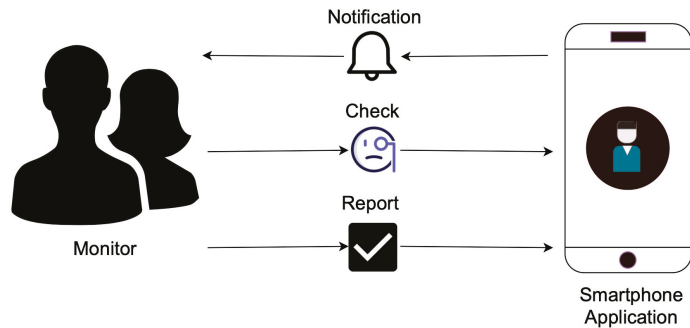 Notification
Check
Report
Monitor
Smartphone
Application